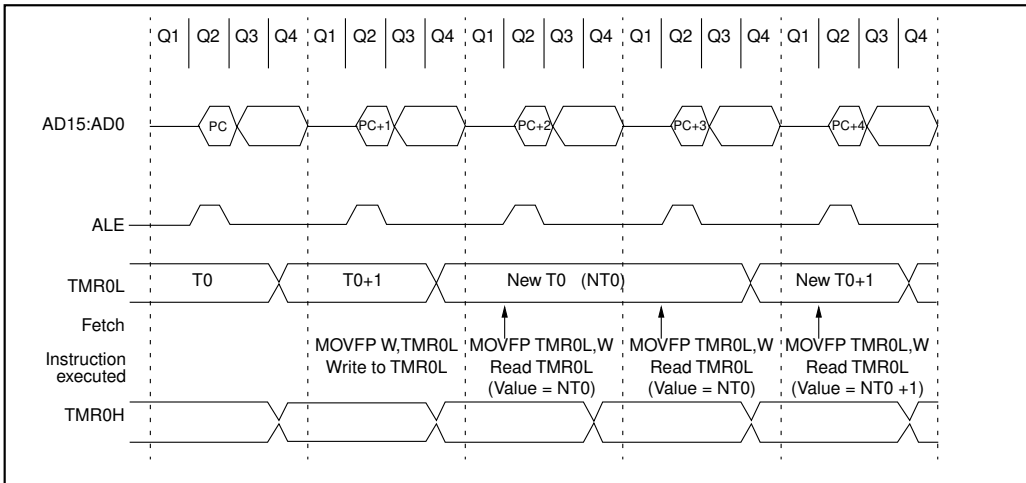 Q1 Q2 Q3 Q4 Q1 Q2 Q3 Q4 Q1 Q2 Q3 Q4 Q1 Q2 Q3 Q4 Q1 Q2 Q3 Q4
AD15:AD0 PC PC+1 PC+2 PC+3 PC+4
ALE
TMR0L T0 T0+1 New T0 (NT0) New T0+1
Fetch
MOVFP W,TMR0L MOVFP TMR0L,W MOVFP TMR0L,W MOVFP TMR0L,W
Instruction Write to TMR0L Read TMR0L Read TMR0L Read TMR0L
executed (Value = NT0) (Value = NT0) (Value = NT0 +1)
TMR0H